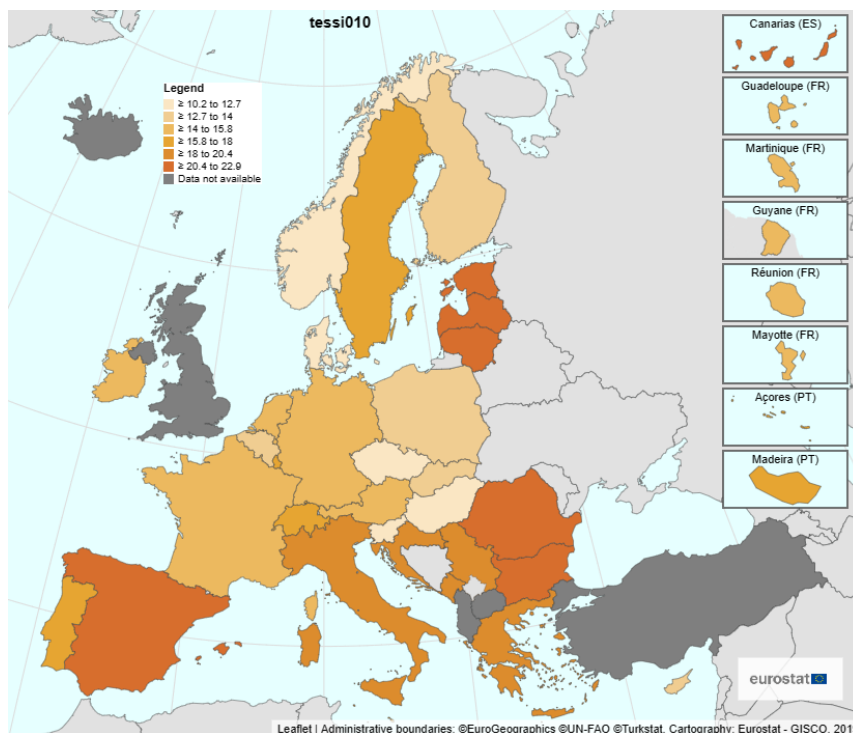 tessi010
Legend
≥ 10.2 to 12.7
≥ 12.7 to 14
≥ 14 to 15.8
≥ 15.8 to 18
≥ 18 to 20.4
≥ 20.4 to 22.9
Data not available
Canarias (ES)
Guadeloupe (FR)
Martinique (FR)
Guyane (FR)
Réunion (FR)
Mayotte (FR)
Açores (PT)
Madeira (PT)
eurostat
Leaflet | Administrative boundaries: ©EuroGeographics ©UN-FAO ©Turkstat, Cartography: Eurostat - GISCO, 201